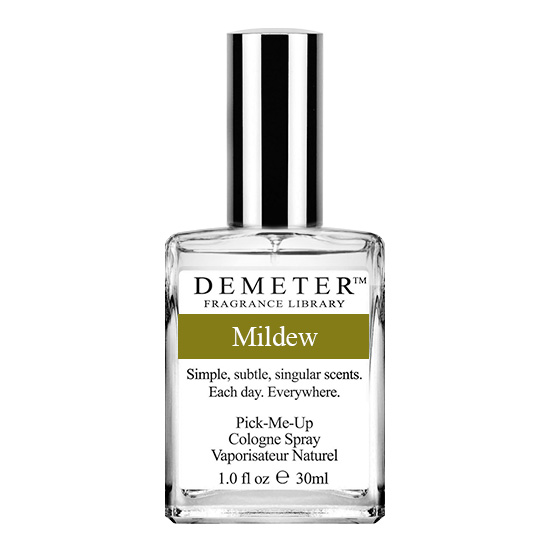 DEMETER™
FRAGRANCE LIBRARY
Mildew
Simple, subtle, singular scents.
Each day. Everywhere.
Pick-Me-Up
Cologne Spray
Vaporisateur Naturel
1.0 fl oz ℮ 30ml